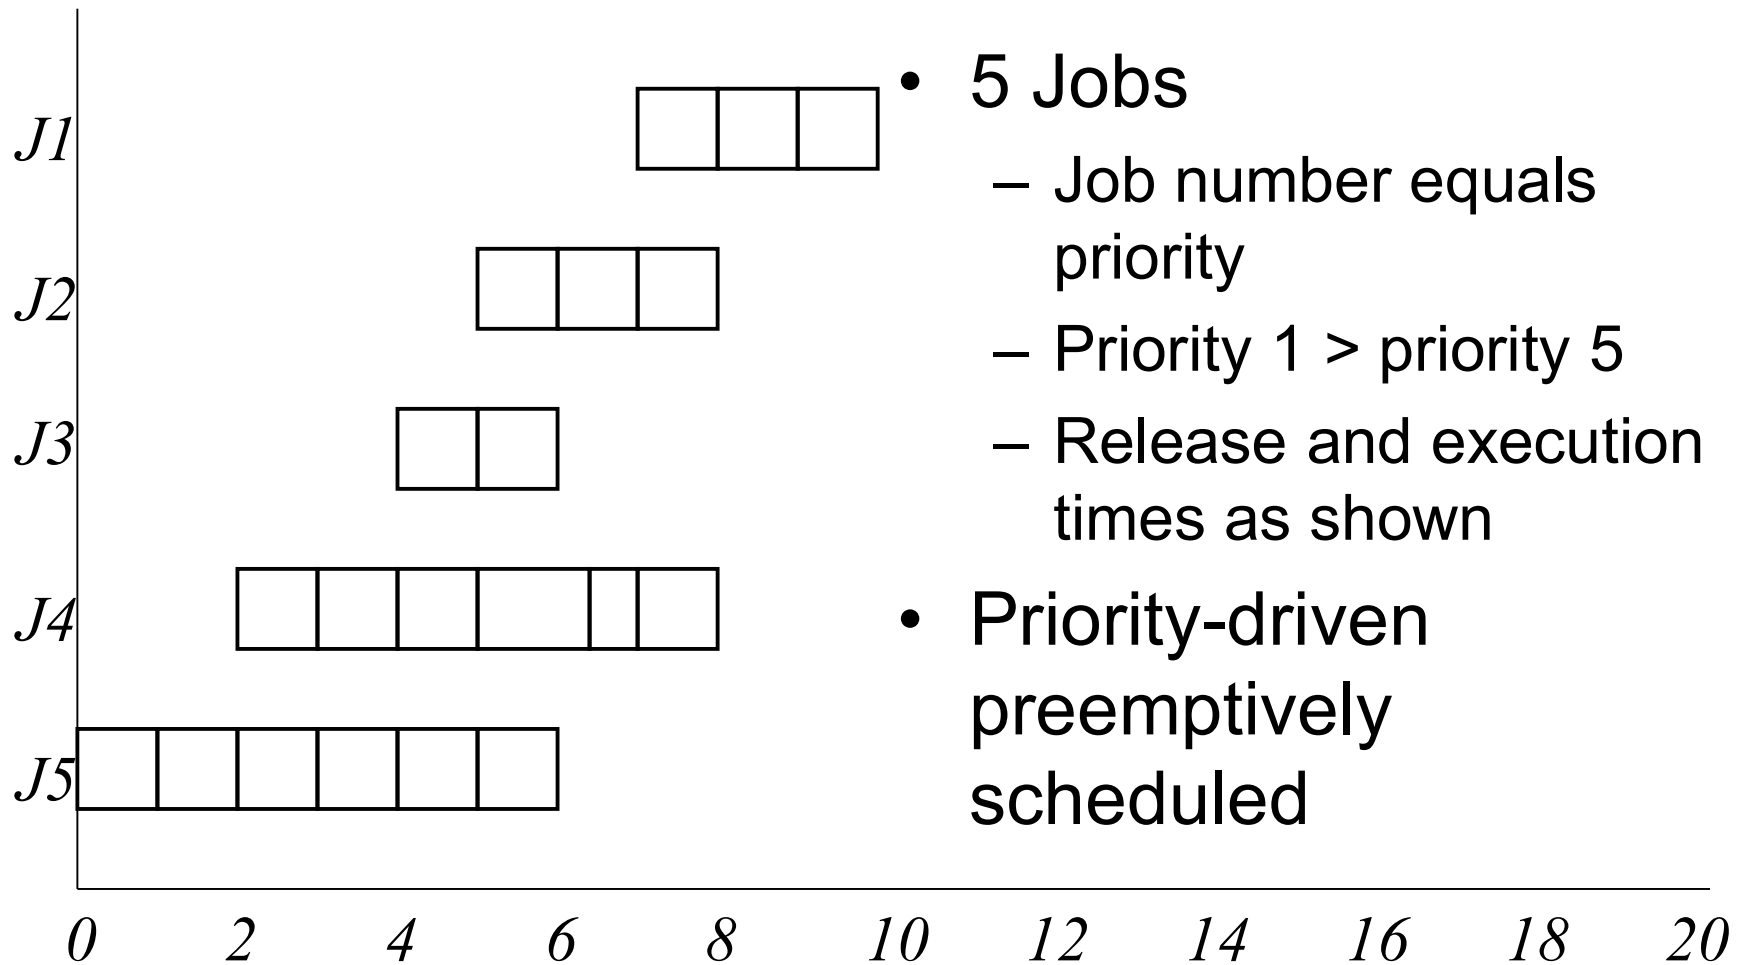 J1
J2
J3
J4
J5
0 2 4 6 8 10 12 14 16 18 20
• 5 Jobs
– Job number equals
priority
– Priority 1 > priority 5
– Release and execution
times as shown
• Priority-driven
preemptively
scheduled